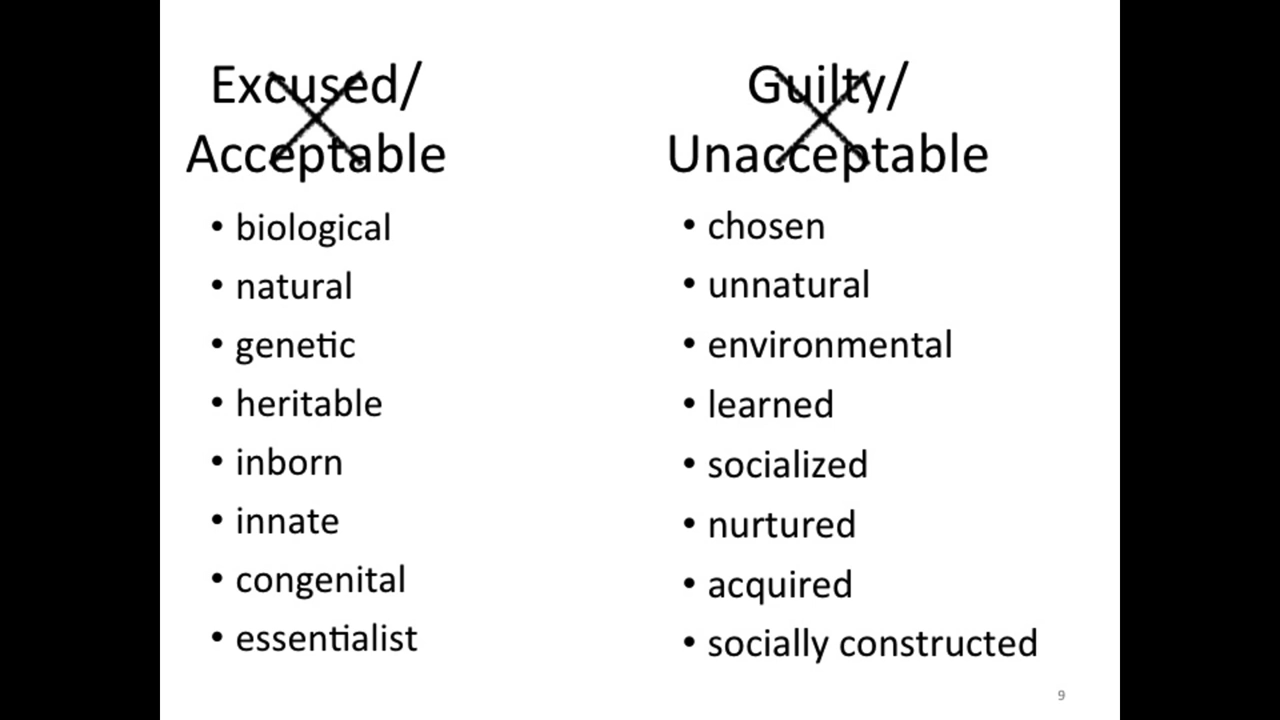 Excused/
Acceptable
• biological
• natural
• genetic
• heritable
• inborn
• innate
• congenital
• essentialist
Guilty/
Unacceptable
• chosen
• unnatural
• environmental
• learned
• socialized
• nurtured
• acquired
• socially constructed
9